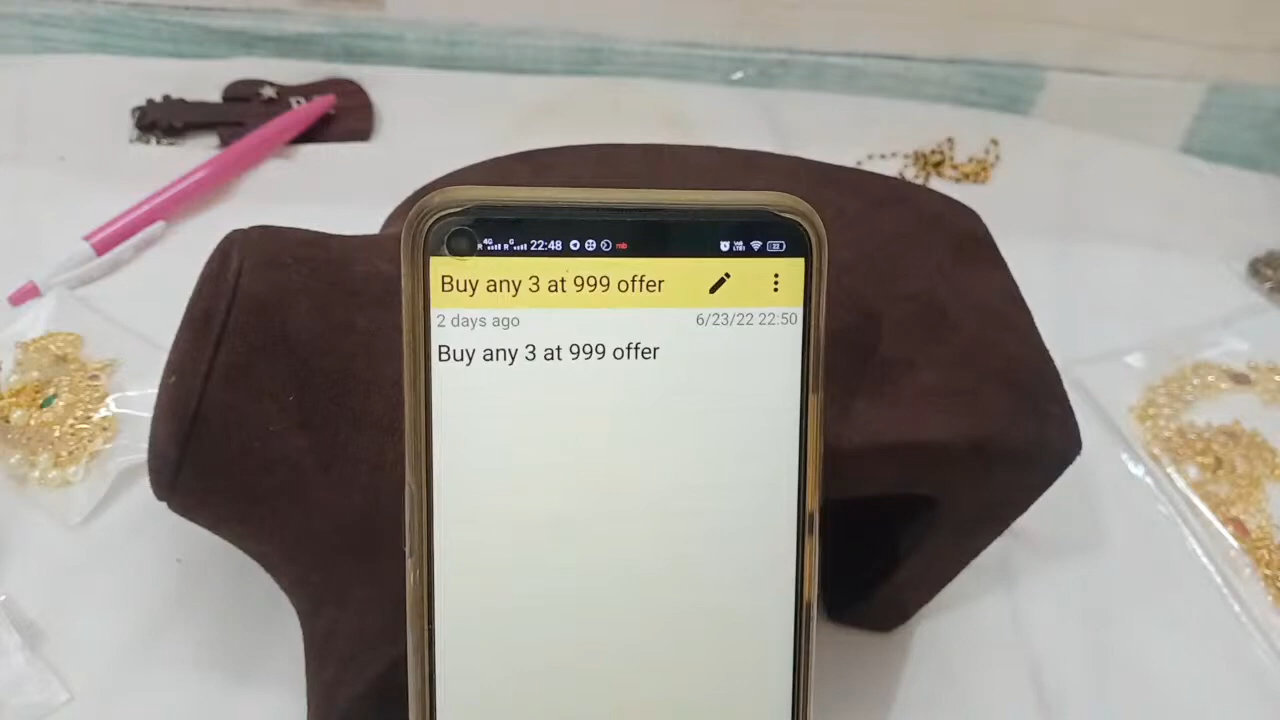 22:48
Buy any 3 at 999 offer
2 days ago
6/23/22 22.50
Buy any 3 at 999 offer